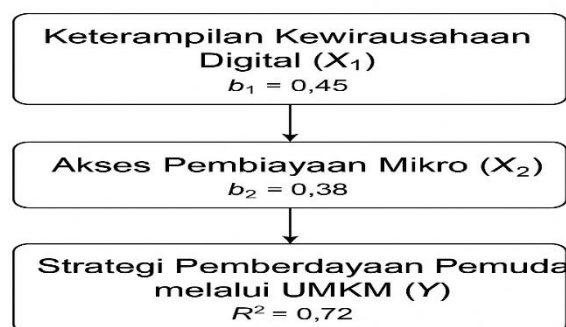 Keterampilan Kewirausahaan
Digital (X₁)
b₁ = 0,45
Akses Pembiayaan Mikro (X₂)
b₂ = 0,38
Strategi Pemberdayaan Pemuda
melalui UMKM (Y)
R² = 0,72